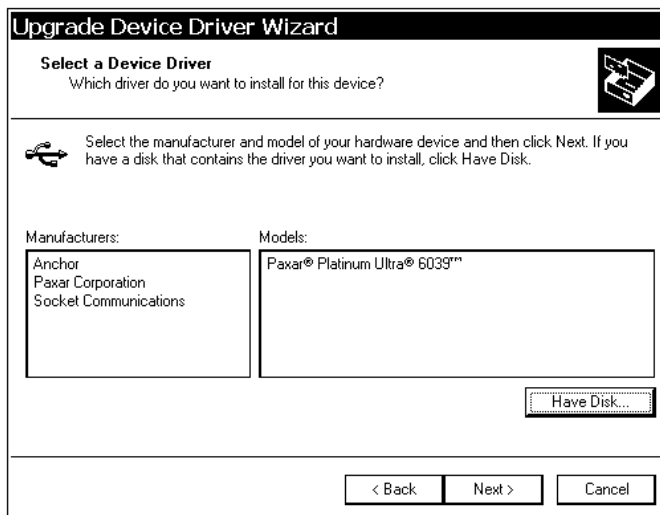 Upgrade Device Driver Wizard
Select a Device Driver
Which driver do you want to install for this device?
Select the manufacturer and model of your hardware device and then click Next. If you
have a disk that contains the driver you want to install, click Have Disk.
Manufacturers:
Models:
Anchor
Paxar Corporation
Socket Communications
Paxar® Platinum Ultra® 6039™
Have Disk...
< Back
Next >
Cancel